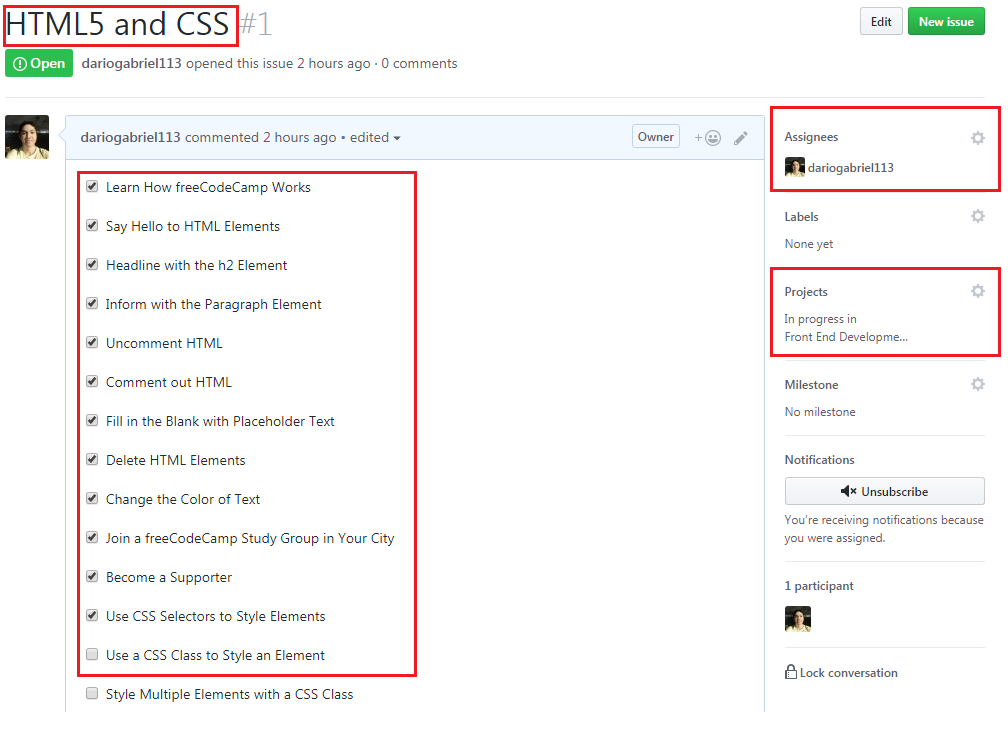 HTML5 and CSS #1
Edit
New issue
Open
dariogabriel113 opened this issue 2 hours ago · 0 comments
dariogabriel113 commented 2 hours ago • edited
Owner
+
Learn How freeCodeCamp Works
Say Hello to HTML Elements
Headline with the h2 Element
Inform with the Paragraph Element
Uncomment HTML
Comment out HTML
Fill in the Blank with Placeholder Text
Delete HTML Elements
Change the Color of Text
Join a freeCodeCamp Study Group in Your City
Become a Supporter
Use CSS Selectors to Style Elements
Use a CSS Class to Style an Element
Style Multiple Elements with a CSS Class
Assignees
dariogabriel113
Labels
None yet
Projects
In progress in
Front End Developme...
Milestone
No milestone
Notifications
Unsubscribe
You're receiving notifications because
you were assigned.
1 participant
Lock conversation